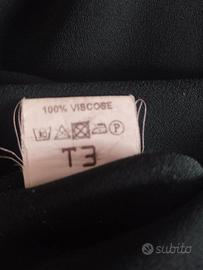 100% VISCOSE
P
T3
subito